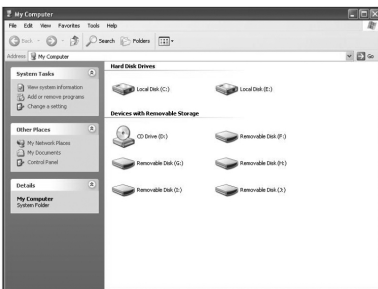 My Computer
File Edit View Favorites Tools Help
Back Search Folders
Address My Computer Go
System Tasks
View system information
Add or remove programs
Change a setting
Other Places
My Network Places
My Documents
Control Panel
Details
My Computer
System Folder
Hard Disk Drives
Local Disk (C:) Local Disk (E:)
Devices with Removable Storage
CD Drive (D:) Removable Disk (F:)
Removable Disk (G:) Removable Disk (H:)
Removable Disk (I:) Removable Disk (J:)